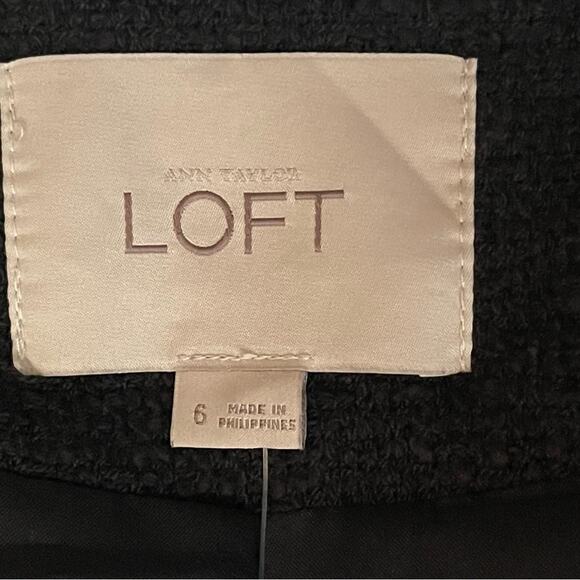 ANN TAYLOR
LOFT
6 MADE IN
PHILIPPINES